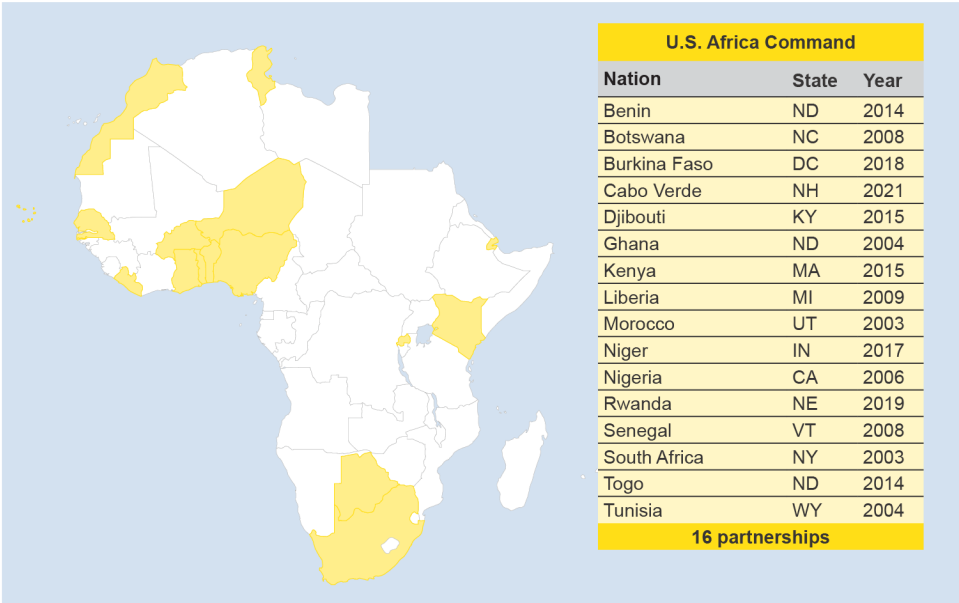 U.S. Africa Command
Nation State Year
Benin ND 2014
Botswana NC 2008
Burkina Faso DC 2018
Cabo Verde NH 2021
Djibouti KY 2015
Ghana ND 2004
Kenya MA 2015
Liberia MI 2009
Morocco UT 2003
Niger IN 2017
Nigeria CA 2006
Rwanda NE 2019
Senegal VT 2008
South Africa NY 2003
Togo ND 2014
Tunisia WY 2004
16 partnerships